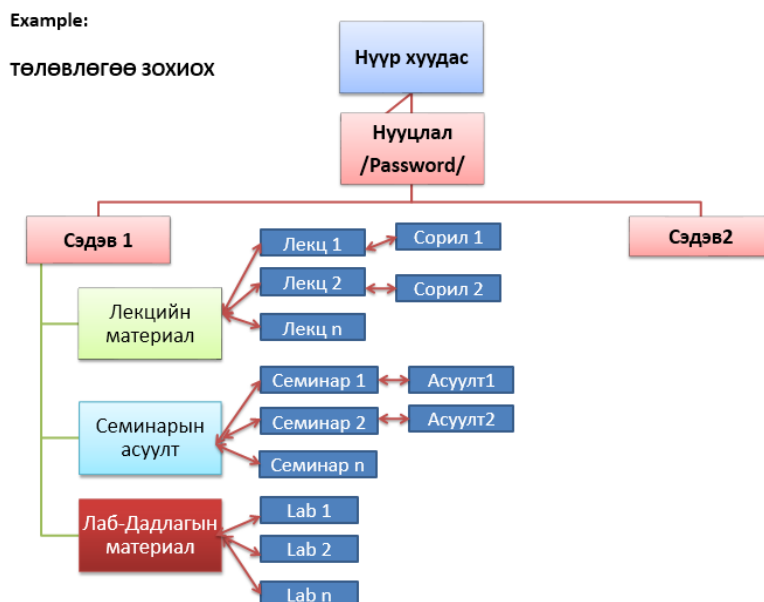 Example:
ТӨЛӨВЛӨГӨӨ ЗОХИОХ
Нүүр хуудас
Нууцлал
/Password/
Сэдэв 1
Сэдэв2
Лекцийн
материал
Лекц 1
Сорил 1
Лекц 2
Сорил 2
Лекц n
Семинарын
асуулт
Семинар 1
Асуулт1
Семинар 2
Асуулт2
Семинар n
Лаб-Дадлагын
материал
Lab 1
Lab 2
Lab n